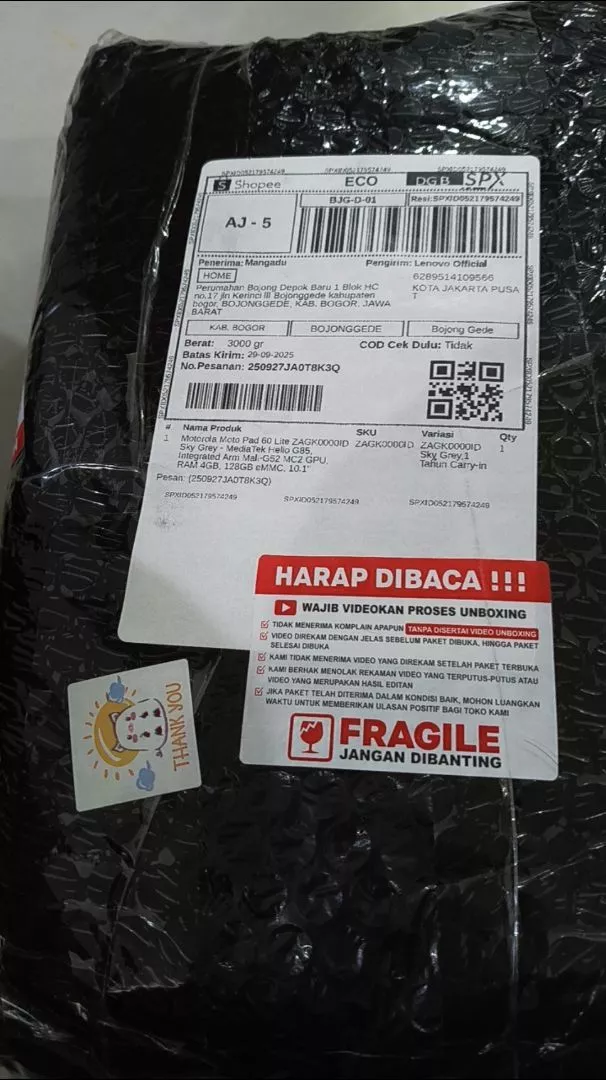 SPXID052179574249 SPXID052179574249 SPXID052179574249
Shopee ECO DGB SPX
BJG-D-01 Resi:SPXID052179574249
AJ - 5
Penerima: Mangadu Pengirim: Lenovo Official
HOME 6289514109566
Perumahan Bojong Depok Baru 1 Blok HC KOTA JAKARTA PUSA
no.17 jln Kerinci III Bojonggede kabupaten T
bogor, BOJONGGEDE, KAB. BOGOR, JAWA
BARAT
KAB. BOGOR BOJONGGEDE Bojong Gede
Berat: 3000 gr COD Cek Dulu: Tidak
Batas Kirim: 29-09-2025
No.Pesanan: 250927JA0T8K3Q
# Nama Produk SKU Variasi Qty
1 Motorola Moto Pad 60 Lite ZAGK0000ID ZAGK0000ID ZAGK0000ID 1
Sky Grey - MediaTek Helio G85, Sky Grey,1
Integrated Arm Mali-G52 MC2 GPU, Tahun Carry-in
RAM 4GB, 128GB eMMC, 10.1"
Pesan: (250927JA0T8K3Q)
SPXID052179574249 SPXID052179574249 SPXID052179574249
HARAP DIBACA !!!
WAJIB VIDEOKAN PROSES UNBOXING
TIDAK MENERIMA KOMPLAIN APAPUN TANPA DISERTAI VIDEO UNBOXING
VIDEO DIREKAM DENGAN JELAS SEBELUM PAKET DIBUKA, HINGGA PAKET
SELESAI DIBUKA
KAMI TIDAK MENERIMA VIDEO YANG DIREKAM SETELAH PAKET TERBUKA
KAMI BERHAK MENOLAK REKAMAN VIDEO YANG TERPUTUS-PUTUS ATAU
VIDEO YANG MERUPAKAN HASIL EDITAN
JIKA PAKET TELAH DITERIMA DALAM KONDISI BAIK, MOHON LUANGKAN
WAKTU UNTUK MEMBERIKAN ULASAN POSITIF BAGI TOKO KAMI
FRAGILE
JANGAN DIBANTING
THANK YOU